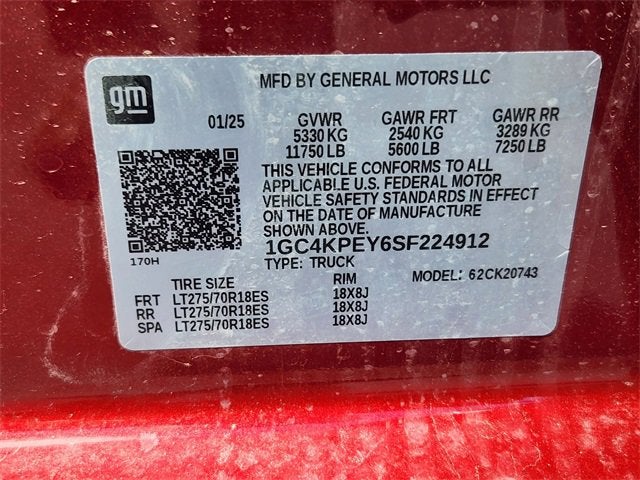 gm
MFD BY GENERAL MOTORS LLC
01/25 GVWR GAWR FRT GAWR RR
5330 KG 2540 KG 3289 KG
11750 LB 5600 LB 7250 LB
THIS VEHICLE CONFORMS TO ALL
APPLICABLE U.S. FEDERAL MOTOR
VEHICLE SAFETY STANDARDS IN EFFECT
ON THE DATE OF MANUFACTURE
SHOWN ABOVE.
170H
1GC4KPEY6SF224912
TYPE: TRUCK MODEL: 62CK20743
TIRE SIZE RIM
FRT LT275/70R18ES 18X8J
RR LT275/70R18ES 18X8J
SPA LT275/70R18ES 18X8J